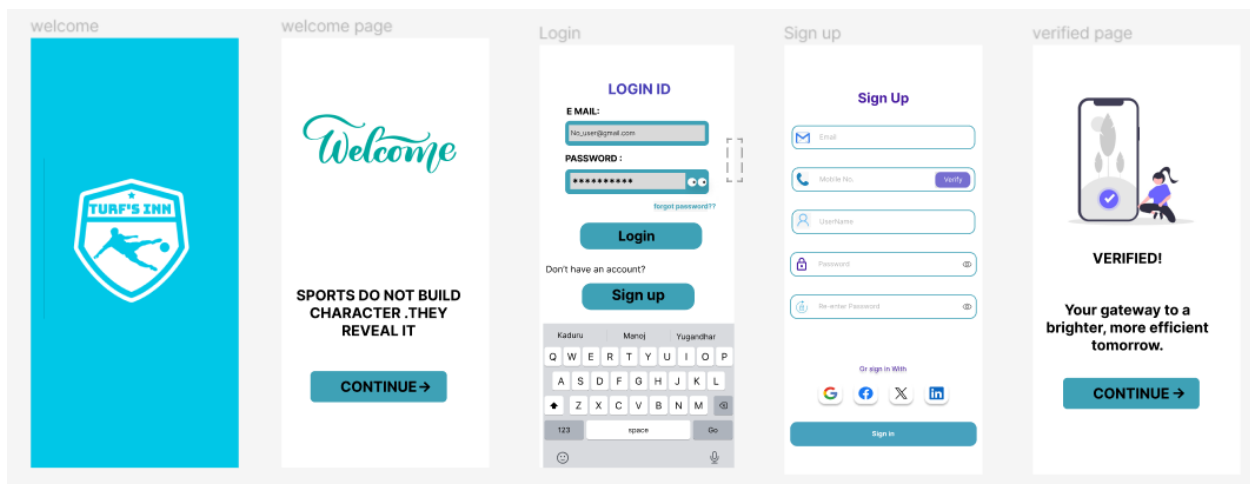 welcome
TURF'S INN
welcome page
Welcome
SPORTS DO NOT BUILD
CHARACTER .THEY
REVEAL IT
CONTINUE →
Login
LOGIN ID
E MAIL:
No_user@gmail.com
PASSWORD :
**********
forgot password??
Login
Don't have an account?
Sign up
Kaduru Manoj Yugandhar
Q W E R T Y U I O P
A S D F G H J K L
Z X C V B N M
123 space Go
Sign up
Sign Up
Email
Mobile No. Verify
UserName
Password
Re-enter Password
Or sign in With
G f X in
Sign in
verified page
VERIFIED!
Your gateway to a
brighter, more efficient
tomorrow.
CONTINUE →